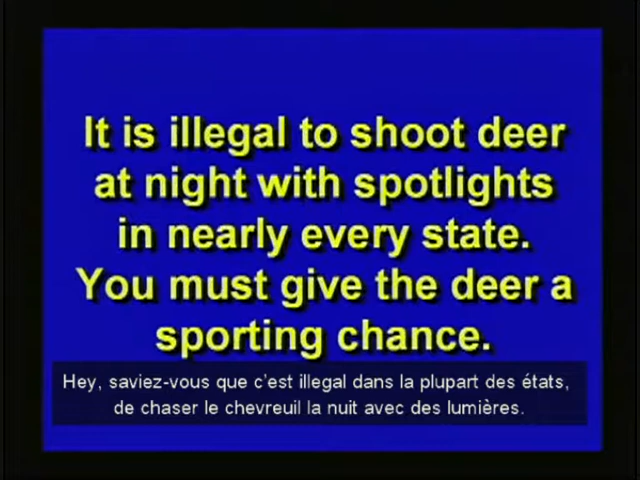 It is illegal to shoot deer
at night with spotlights
in nearly every state.
You must give the deer a
sporting chance.
Hey, saviez-vous que c'est illegal dans la plupart des états,
de chaser le chevreuil la nuit avec des lumières.